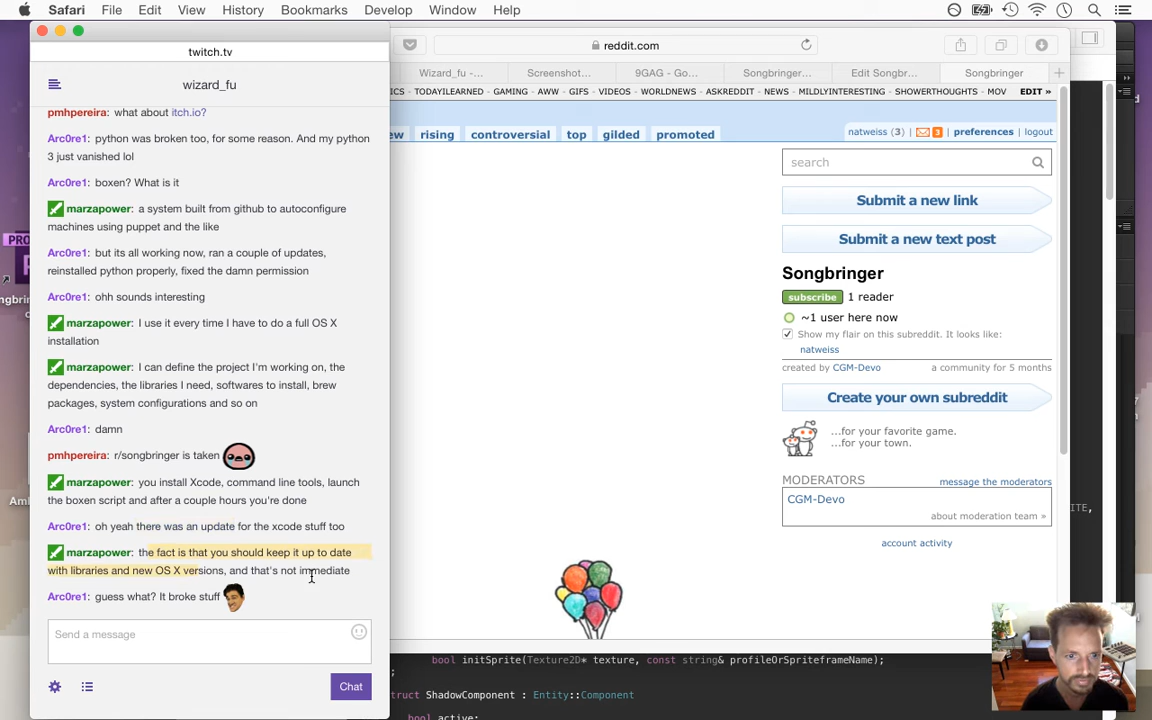 Safari File Edit View History Bookmarks Develop Window Help
twitch.tv
wizard_fu
pmhpereira: what about itch.io?
Arc0re1: python was broken too, for some reason. And my python
3 just vanished lol
Arc0re1: boxen? What is it
marzapower: a system built from github to autoconfigure
machines using puppet and the like
Arc0re1: but its all working now, ran a couple of updates,
reinstalled python properly, fixed the damn permission
Arc0re1: ohh sounds interesting
marzapower: I use it every time I have to do a full OS X
installation
marzapower: I can define the project I'm working on, the
dependencies, the libraries I need, softwares to install, brew
packages, system configurations and so on
Arc0re1: damn
pmhpereira: r/songbringer is taken
marzapower: you install Xcode, command line tools, launch
the boxen script and after a couple hours you're done
Arc0re1: oh yeah there was an update for the xcode stuff too
marzapower: the fact is that you should keep it up to date
with libraries and new OS X versions, and that's not immediate
Arc0re1: guess what? It broke stuff
Send a message
Chat
reddit.com
Wizard_fu -... Screenshot... 9GAG - Go... Songbringer... Edit Songbr... Songbringer
ICS - TODAYILEARNED - GAMING - AWW - GIFS - VIDEOS - WORLDNEWS - ASKREDDIT - NEWS - MILDLYINTERESTING - SHOWERTHOUGHTS - MOV EDIT »
ew rising controversial top gilded promoted
natweiss (3) | 3 | preferences | logout
search
Submit a new link
Submit a new text post
Songbringer
subscribe 1 reader
~1 user here now
Show my flair on this subreddit. It looks like:
natweiss
created by CGM-Devo a community for 5 months
Create your own subreddit
...for your favorite game.
...for your town.
MODERATORS message the moderators
CGM-Devo
about moderation team »
account activity
bool initSprite(Texture2D* texture, const string& profileOrSpriteframeName);
;
truct ShadowComponent : Entity::Component
bool active;